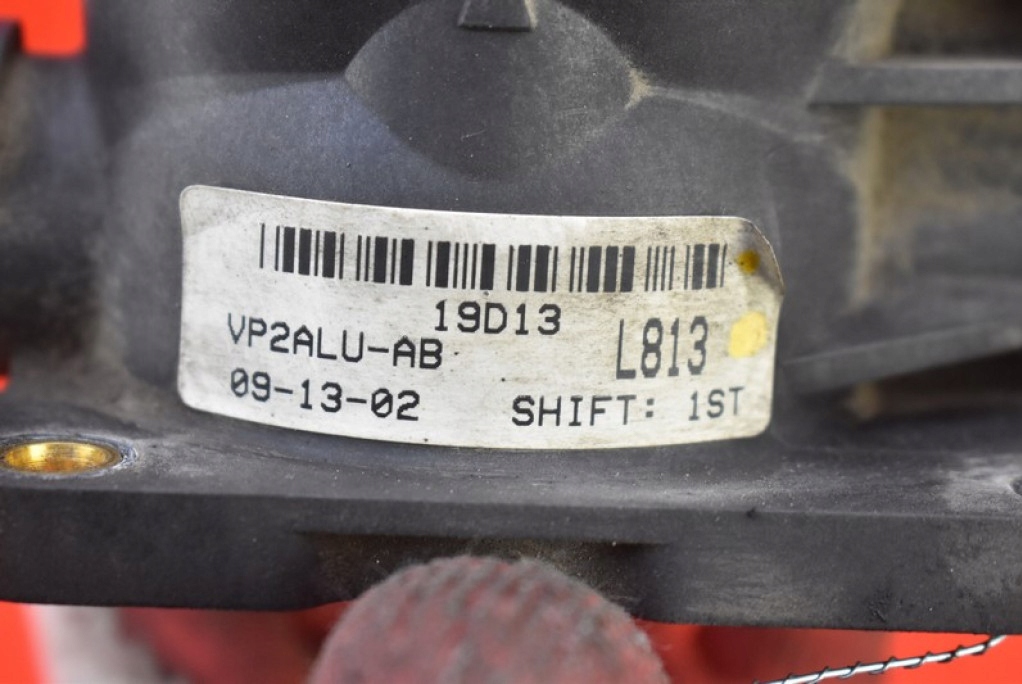 19D13
VP2ALU-AB L813
09-13-02 SHIFT: 1ST